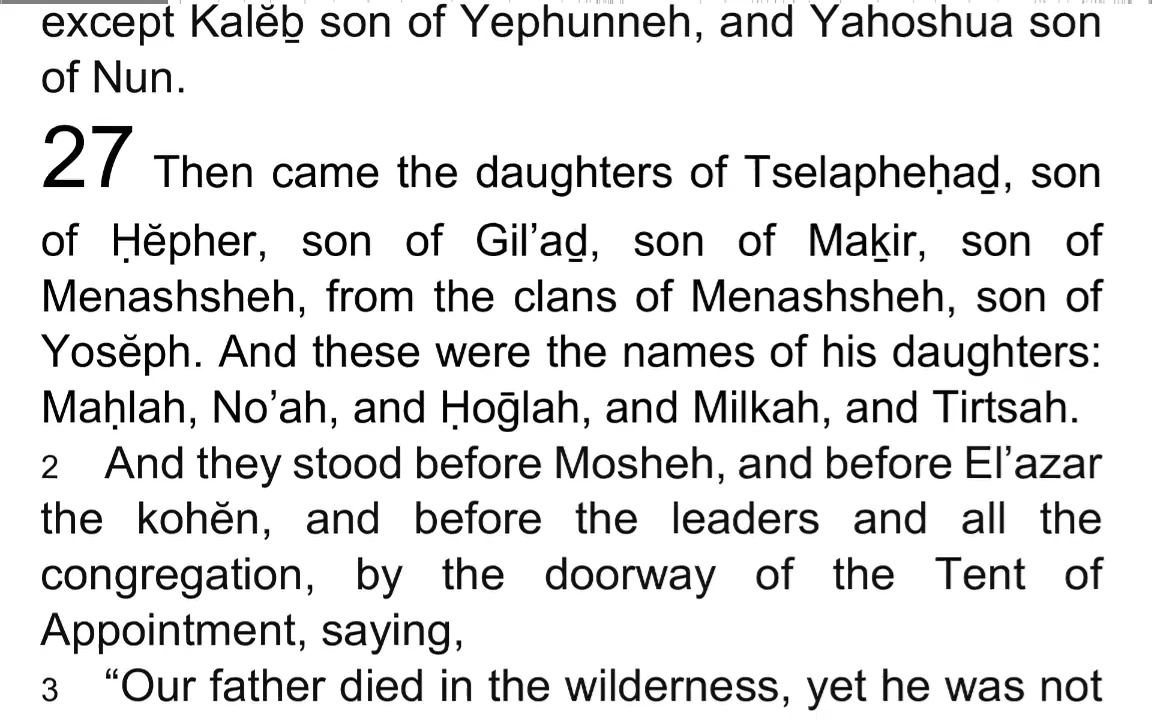 except Kalĕḇ son of Yephunneh, and Yahoshua son
of Nun.
27 Then came the daughters of Tselapheḥaḏ, son
of Ḥĕpher, son of Gil’aḏ, son of Maḵir, son of
Menashsheh, from the clans of Menashsheh, son of
Yosĕph. And these were the names of his daughters:
Maḥlah, No’ah, and Ḥoḡlah, and Milkah, and Tirtsah.
2 And they stood before Mosheh, and before El’azar
the kohĕn, and before the leaders and all the
congregation, by the doorway of the Tent of
Appointment, saying,
3 “Our father died in the wilderness, yet he was not